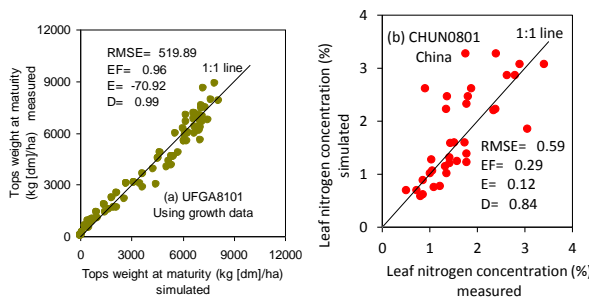 12000
9000
6000
3000
0
Tops weight at maturity
(kg [dm]/ha) measured
RMSE= 519.89
EF= 0.96
E= -70.92
D= 0.99
1:1 line
(a) UFGA8101
Using growth data
0 3000 6000 9000 12000
Tops weight at maturity (kg [dm]/ha)
simulated
4
3
2
1
0
Leaf nitrogen concentration (%)
simulated
(b) CHUN0801
China
1:1 line
RMSE= 0.59
EF= 0.29
E= 0.12
D= 0.84
0 1 2 3 4
Leaf nitrogen concentration (%)
measured